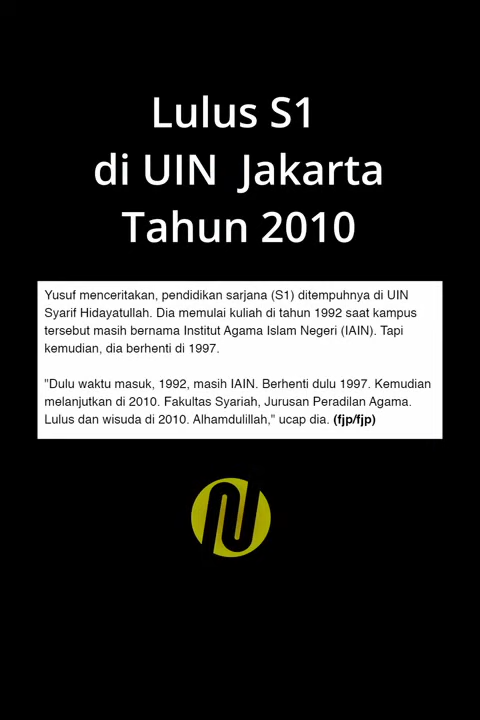 Lulus S1
di UIN Jakarta
Tahun 2010
Yusuf menceritakan, pendidikan sarjana (S1) ditempuhnya di UIN
Syarif Hidayatullah. Dia memulai kuliah di tahun 1992 saat kampus
tersebut masih bernama Institut Agama Islam Negeri (IAIN). Tapi
kemudian, dia berhenti di 1997.
"Dulu waktu masuk, 1992, masih IAIN. Berhenti dulu 1997. Kemudian
melanjutkan di 2010. Fakultas Syariah, Jurusan Peradilan Agama.
Lulus dan wisuda di 2010. Alhamdulillah," ucap dia. (fjp/fjp)